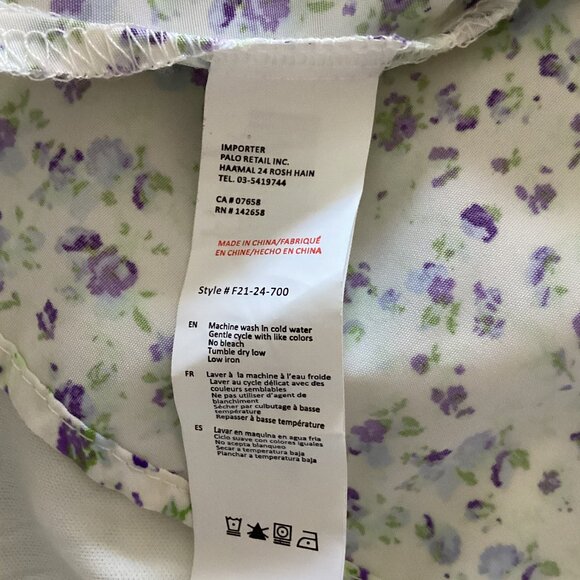 IMPORTER
PALO RETAIL INC.
HAAMAL 24 ROSH HAIN
TEL. 03-5419744
CA # 07658
RN # 142658
MADE IN CHINA/FABRIQUÉ
EN CHINE/HECHO EN CHINA
Style # F21-24-700
EN Machine wash in cold water
Gentle cycle with like colors
No bleach
Tumble dry low
Low iron
FR Laver à la machine à l'eau froide
Laver au cycle délicat avec des
couleurs semblables
Ne pas utiliser d'agent de
blanchiment
Sécher par culbutage à basse
température
Repasser à basse température
ES Lavar en maquina en agua fria
Ciclo suave con colores iguales
No acepta blanqueo
Secar a temperatura baja
Planchar a temperatura baja